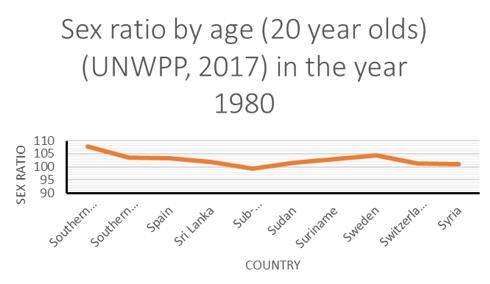 Sex ratio by age (20 year olds)
(UNWPP, 2017) in the year
1980
110
105
100
95
90
SEX RATIO
Southern...
Southern...
Spain
Sri Lanka
Sub-...
Sudan
Suriname
Sweden
Switzerla...
Syria
COUNTRY